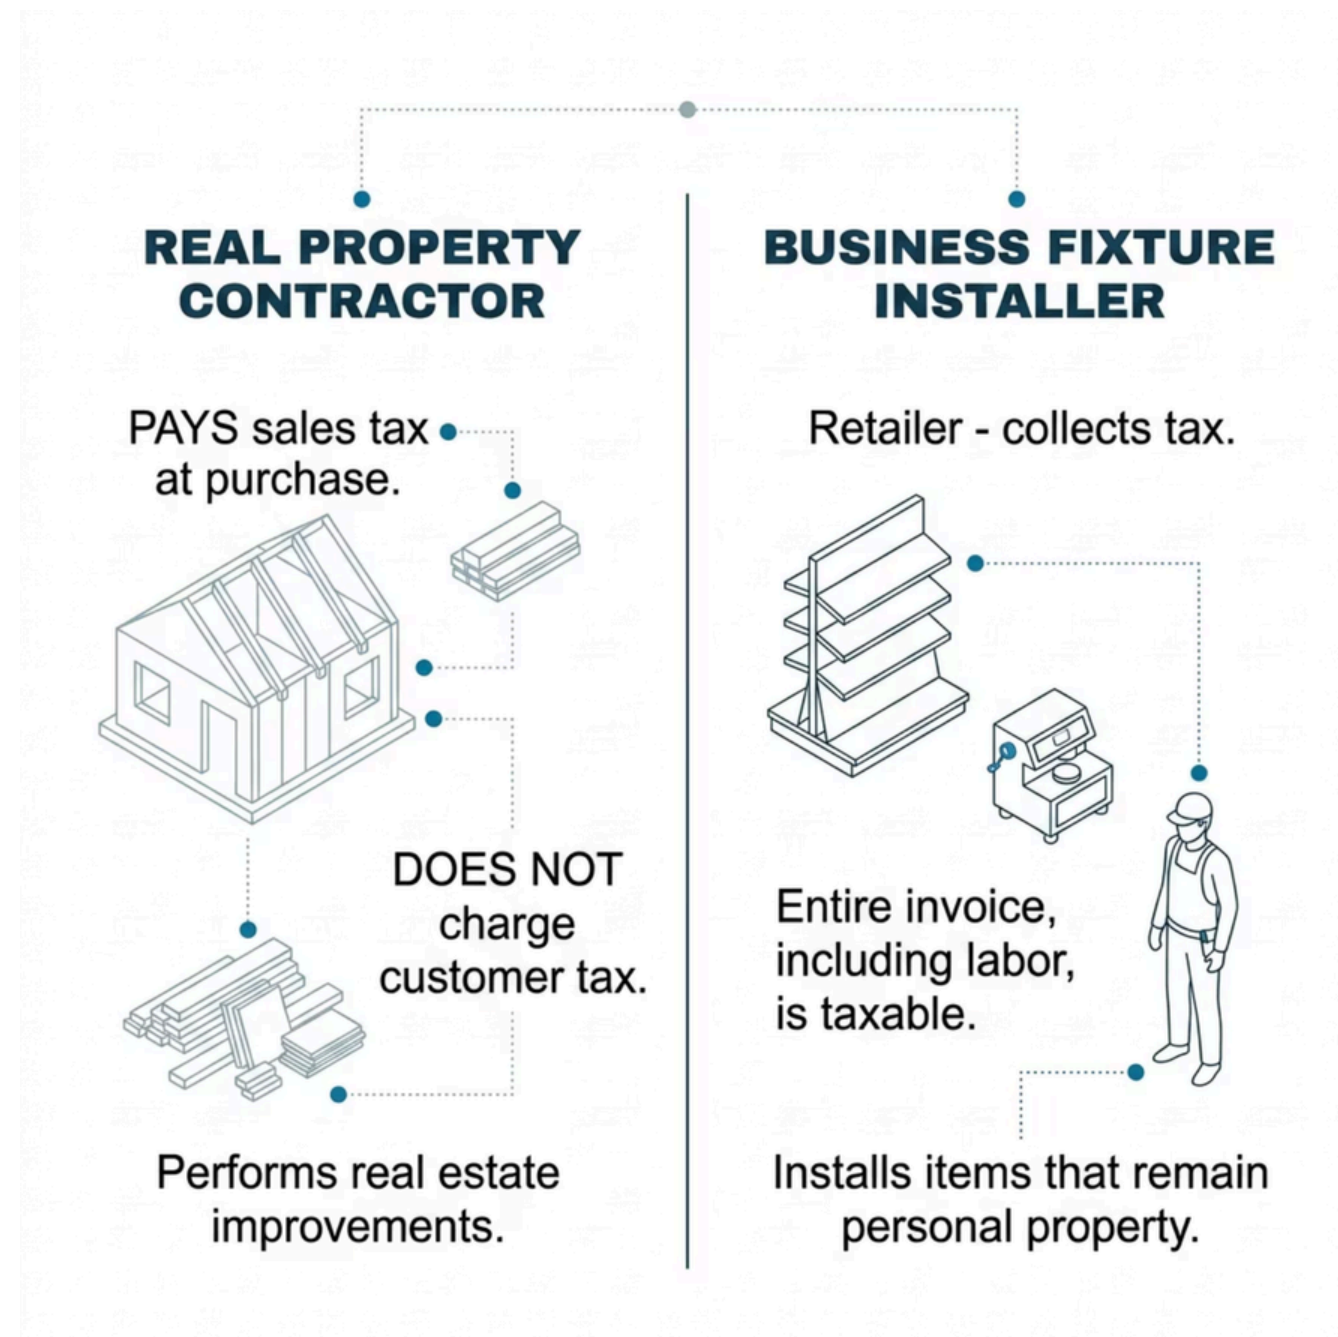 REAL PROPERTY
CONTRACTOR
PAYS sales tax
at purchase.
DOES NOT
charge
customer tax.
Performs real estate
improvements.
BUSINESS FIXTURE
INSTALLER
Retailer - collects tax.
Entire invoice,
including labor,
is taxable.
Installs items that remain
personal property.